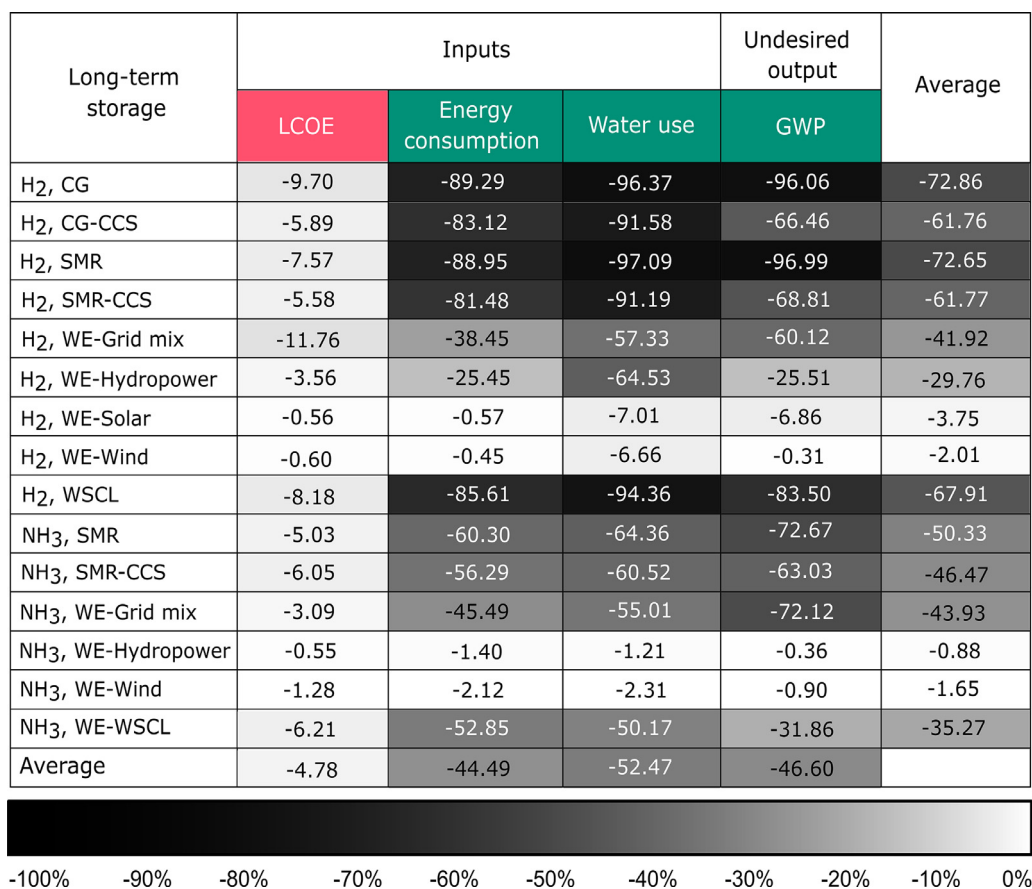 Long-term storage Inputs Undesired output Average
LCOE Energy consumption Water use GWP
H2, CG -9.70 -89.29 -96.37 -96.06 -72.86
H2, CG-CCS -5.89 -83.12 -91.58 -66.46 -61.76
H2, SMR -7.57 -88.95 -97.09 -96.99 -72.65
H2, SMR-CCS -5.58 -81.48 -91.19 -68.81 -61.77
H2, WE-Grid mix -11.76 -38.45 -57.33 -60.12 -41.92
H2, WE-Hydropower -3.56 -25.45 -64.53 -25.51 -29.76
H2, WE-Solar -0.56 -0.57 -7.01 -6.86 -3.75
H2, WE-Wind -0.60 -0.45 -6.66 -0.31 -2.01
H2, WSCL -8.18 -85.61 -94.36 -83.50 -67.91
NH3, SMR -5.03 -60.30 -64.36 -72.67 -50.33
NH3, SMR-CCS -6.05 -56.29 -60.52 -63.03 -46.47
NH3, WE-Grid mix -3.09 -45.49 -55.01 -72.12 -43.93
NH3, WE-Hydropower -0.55 -1.40 -1.21 -0.36 -0.88
NH3, WE-Wind -1.28 -2.12 -2.31 -0.90 -1.65
NH3, WE-WSCL -6.21 -52.85 -50.17 -31.86 -35.27
Average -4.78 -44.49 -52.47 -46.60
-100% -90% -80% -70% -60% -50% -40% -30% -20% -10% 0%